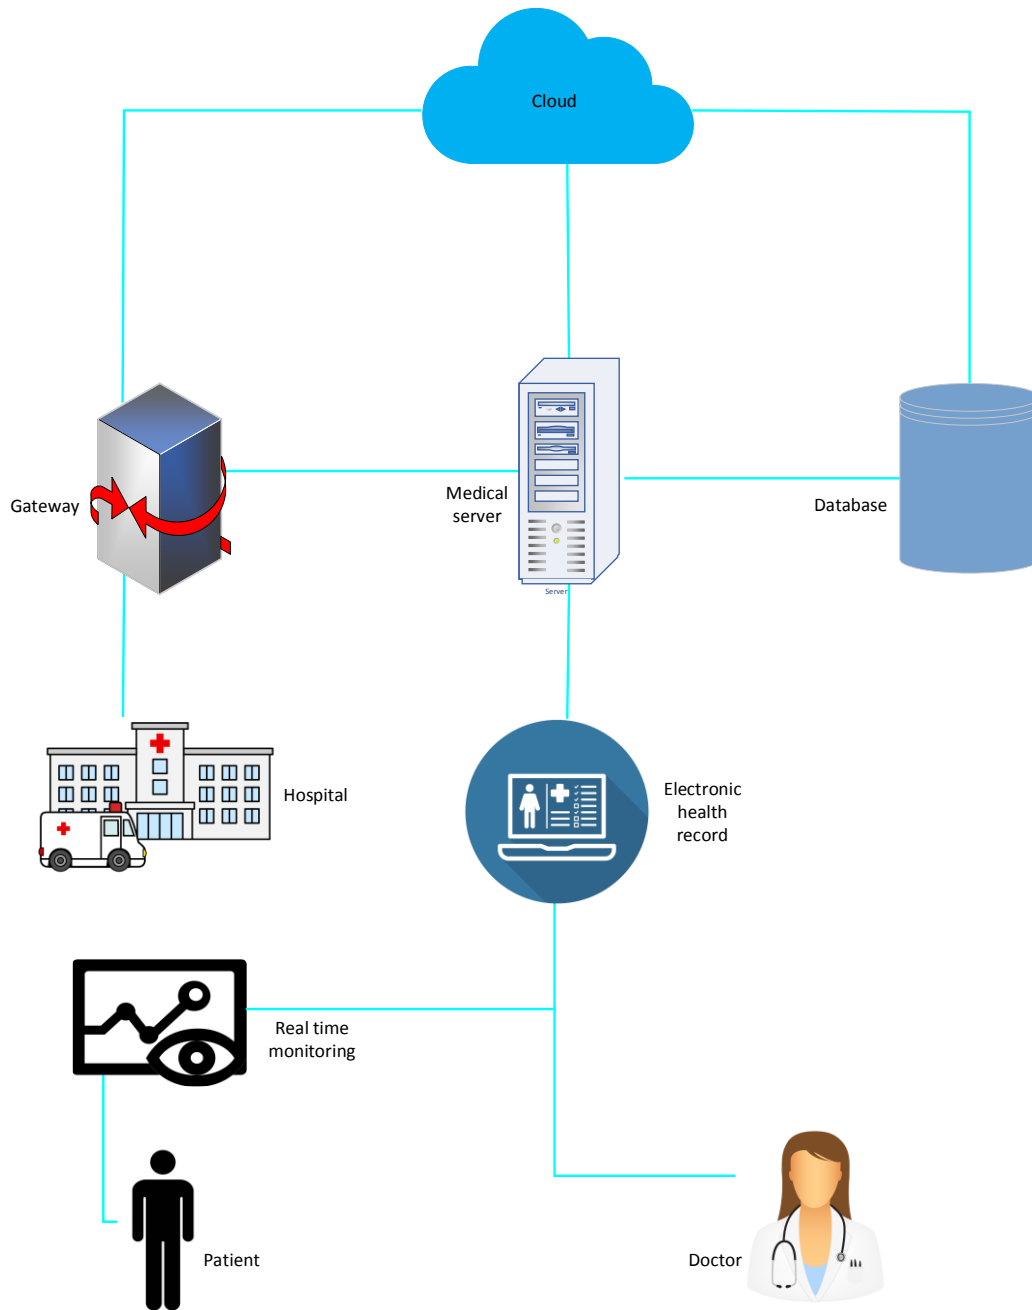 Cloud
Gateway
Medical
server
Database
Server
Hospital
Electronic
health
record
Real time
monitoring
Patient
Doctor